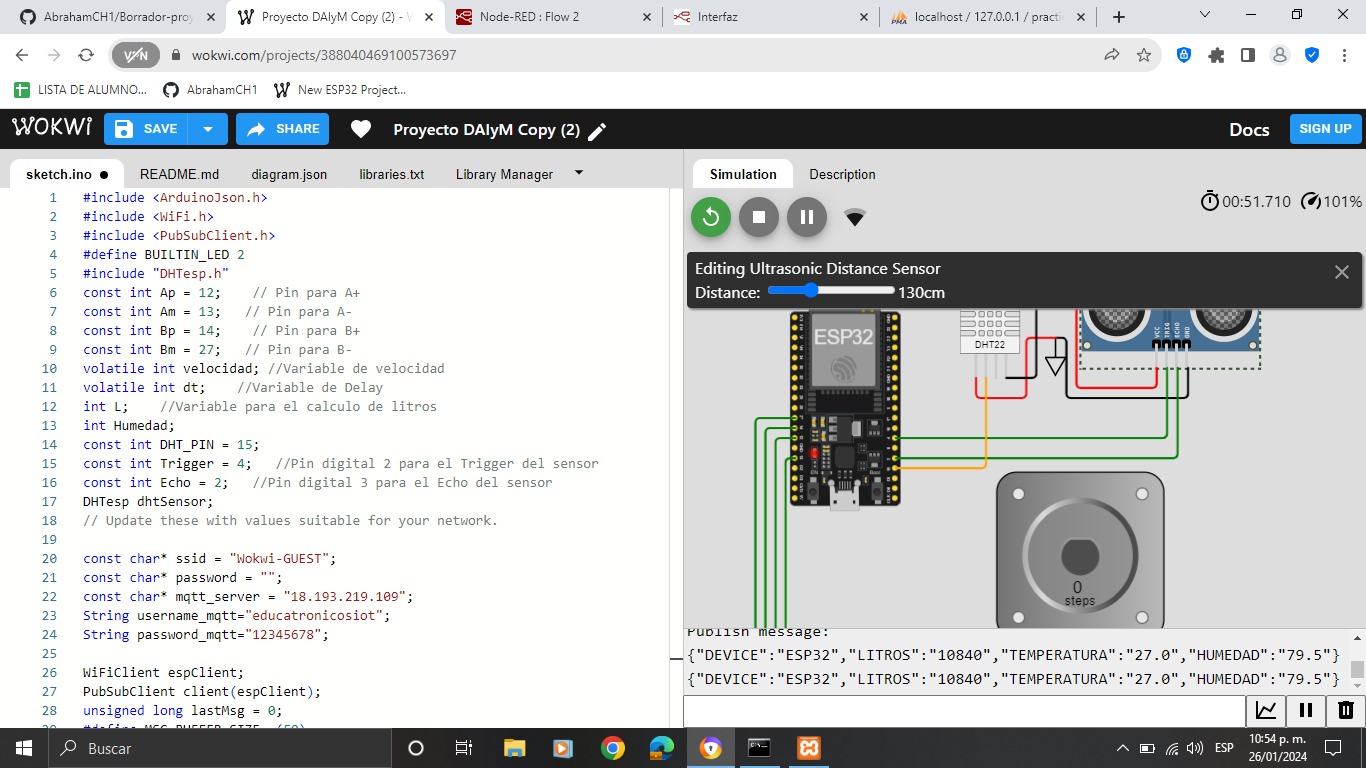 AbrahamCH1/Borrador-proy
Proyecto DAIyM Copy (2) - W
Node-RED : Flow 2
Interfaz
localhost / 127.0.0.1 / practi
VPN
wokwi.com/projects/388040469100573697
LISTA DE ALUMNO...
AbrahamCH1
New ESP32 Project...
WOKWI
SAVE
SHARE
Proyecto DAIyM Copy (2)
Docs
SIGN UP
sketch.ino
README.md
diagram.json
libraries.txt
Library Manager
1 #include <ArduinoJson.h>
2 #include <WiFi.h>
3 #include <PubSubClient.h>
4 #define BUILTIN_LED 2
5 #include "DHTesp.h"
6 const int Ap = 12;    // Pin para A+
7 const int Am = 13;   // Pin para A-
8 const int Bp = 14;    // Pin para B+
9 const int Bm = 27;   // Pin para B-
10 volatile int velocidad; //Variable de velocidad
11 volatile int dt;    //Variable de Delay
12 int L;    //Variable para el calculo de litros
13 int Humedad;
14 const int DHT_PIN = 15;
15 const int Trigger = 4;   //Pin digital 2 para el Trigger del sensor
16 const int Echo = 2;   //Pin digital 3 para el Echo del sensor
17 DHTesp dhtSensor;
18 // Update these with values suitable for your network.
19
20 const char* ssid = "Wokwi-GUEST";
21 const char* password = "";
22 const char* mqtt_server = "18.193.219.109";
23 String username_mqtt="educatronicosiot";
24 String password_mqtt="12345678";
25
26 WiFiClient espClient;
27 PubSubClient client(espClient);
28 unsigned long lastMsg = 0;
Simulation
Description
00:51.710
101%
Editing Ultrasonic Distance Sensor
Distance:
130cm
ESP32
DHT22
VCC
TRIG
ECHO
GND
0
steps
Publish message:
{"DEVICE":"ESP32","LITROS":"10840","TEMPERATURA":"27.0","HUMEDAD":"79.5"}
{"DEVICE":"ESP32","LITROS":"10840","TEMPERATURA":"27.0","HUMEDAD":"79.5"}
Buscar
ESP
10:54 p. m.
26/01/2024